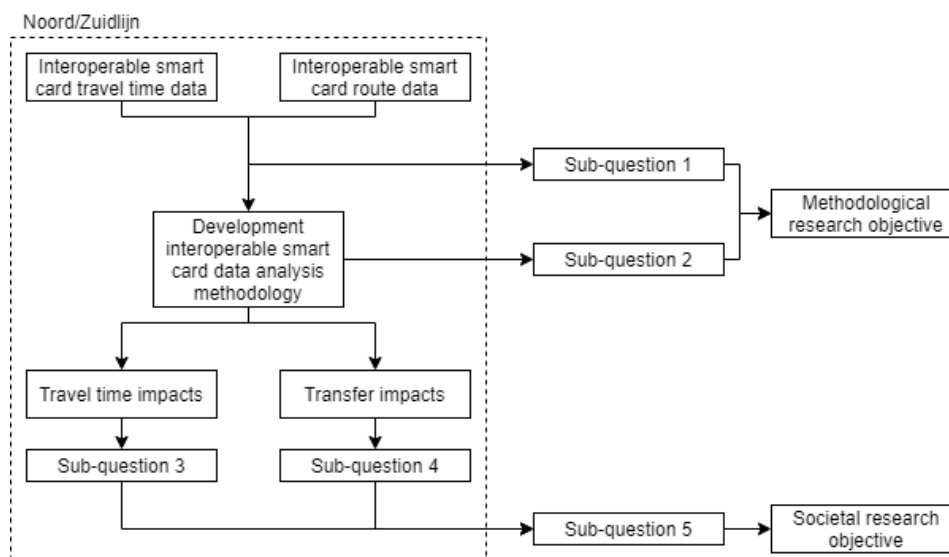 Noord/Zuidlijn
Interoperable smart
card travel time data
Interoperable smart
card route data
Sub-question 1
Methodological
research objective
Development
interoperable smart
card data analysis
methodology
Sub-question 2
Travel time impacts
Transfer impacts
Sub-question 3
Sub-question 4
Sub-question 5
Societal research
objective